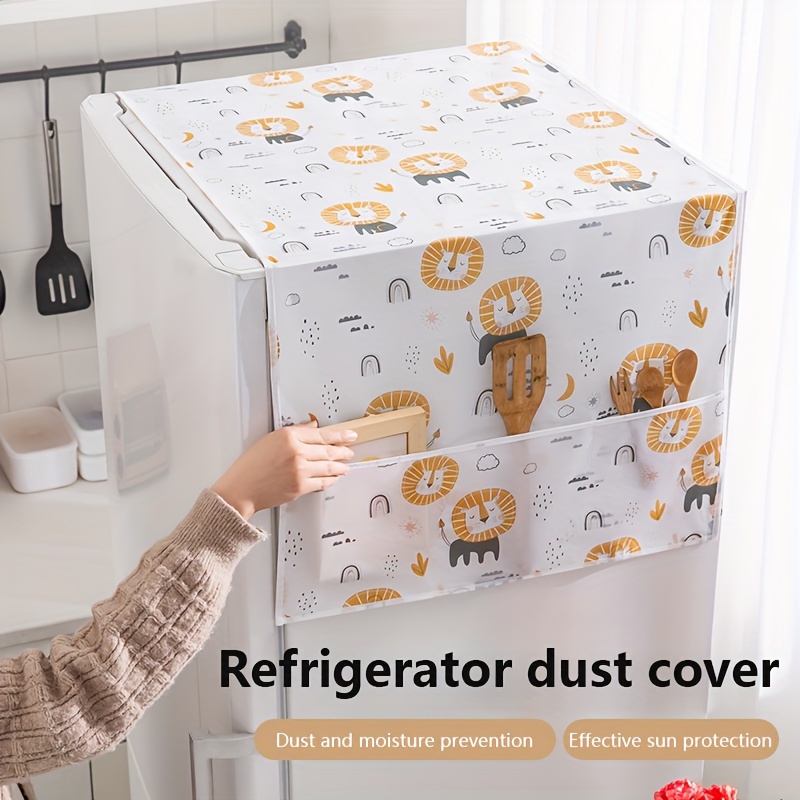 Refrigerator dust cover
Dust and moisture prevention
Effective sun protection